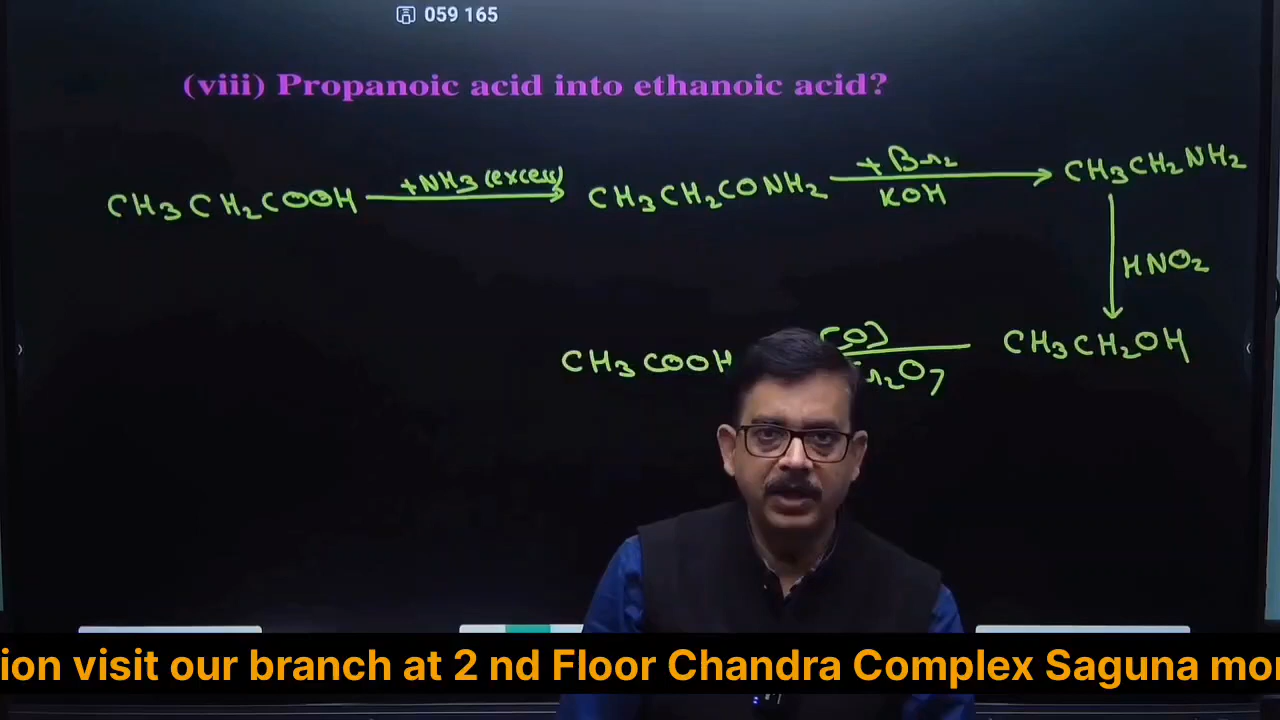 059 165
(viii) Propanoic acid into ethanoic acid?
CH3CH2COOH +NH3 (excess) CH3CH2CONH2 +Br2 KOH CH3CH2NH2
HNO2
CH3COOH [O] r2O7 CH3CH2OH
ion visit our branch at 2 nd Floor Chandra Complex Saguna mor